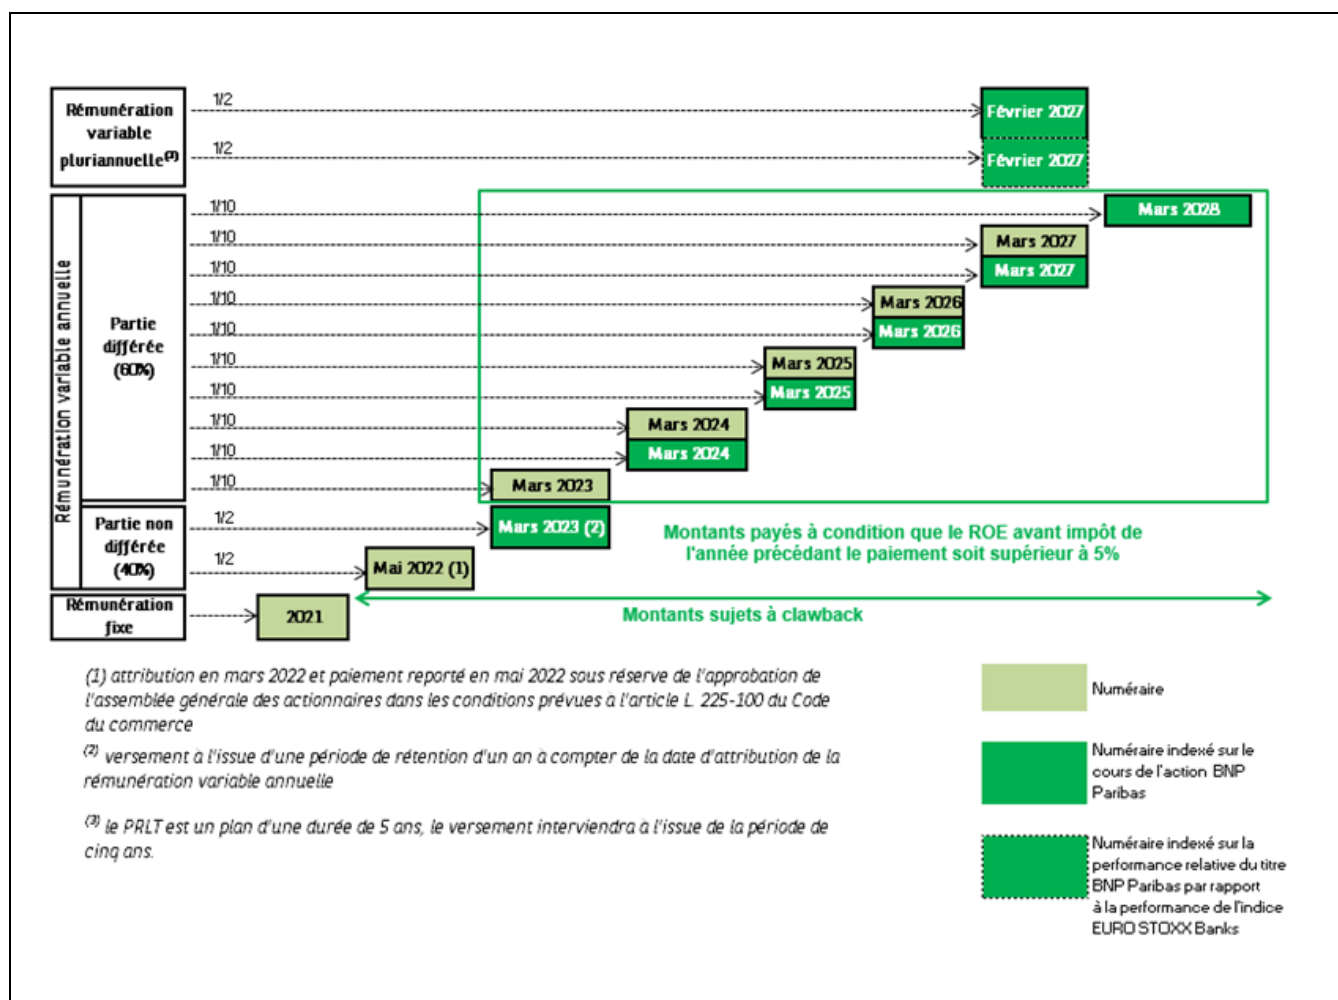 Rémunération
variable
pluriannuelle(3)
1/2
Février 2027
1/2
Février 2027
Rémunération variable annuelle
Partie
différée
(60%)
1/10
Mars 2028
1/10
Mars 2027
1/10
Mars 2027
1/10
Mars 2026
1/10
Mars 2026
1/10
Mars 2025
1/10
Mars 2025
1/10
Mars 2024
1/10
Mars 2024
1/10
Mars 2023
Partie non
différée
(40%)
1/2
Mars 2023 (2)
1/2
Mai 2022 (1)
Montants payés à condition que le ROE avant impôt de
l'année précédant le paiement soit supérieur à 5%
Rémunération
fixe
2021
Montants sujets à clawback
(1) attribution en mars 2022 et paiement reporté en mai 2022 sous réserve de l'approbation de
l'assemblée générale des actionnaires dans les conditions prévues à l'article L. 225-100 du Code
du commerce
(2) versement à l'issue d'une période de rétention d'un an à compter de la date d'attribution de la
rémunération variable annuelle
(3) le PRLT est un plan d'une durée de 5 ans, le versement interviendra à l'issue de la période de
cinq ans.
Numéraire
Numéraire indexé sur le
cours de l'action BNP
Paribas
Numéraire indexé sur la
performance relative du titre
BNP Paribas par rapport
à la performance de l'indice
EURO STOXX Banks